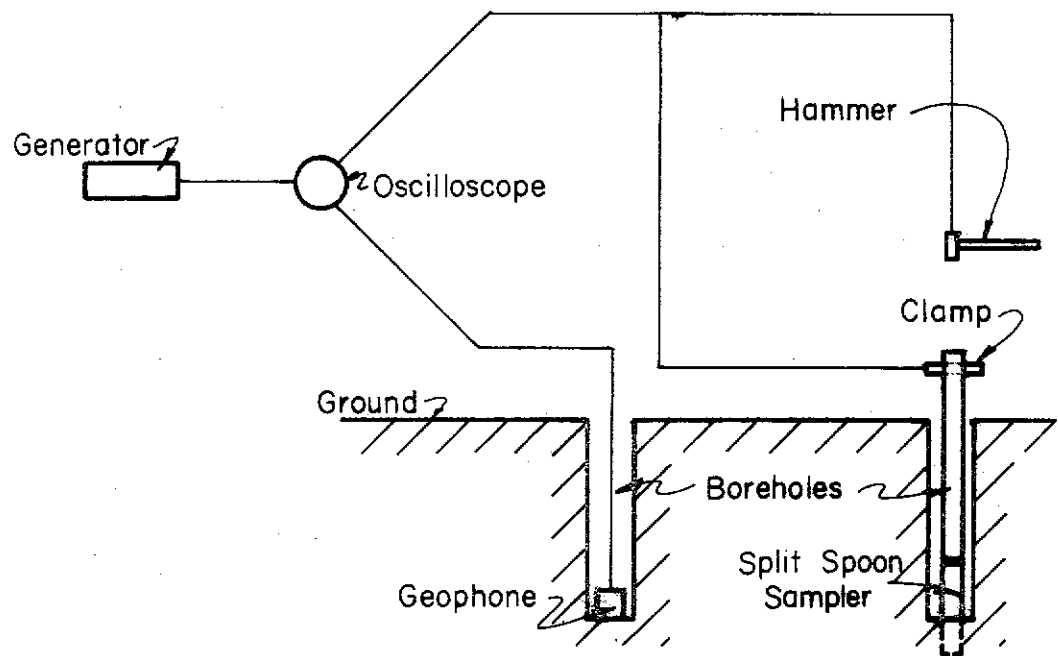 Hammer
Generator
Oscilloscope
Clamp
Ground
Boreholes
Split Spoon
Sampler
Geophone